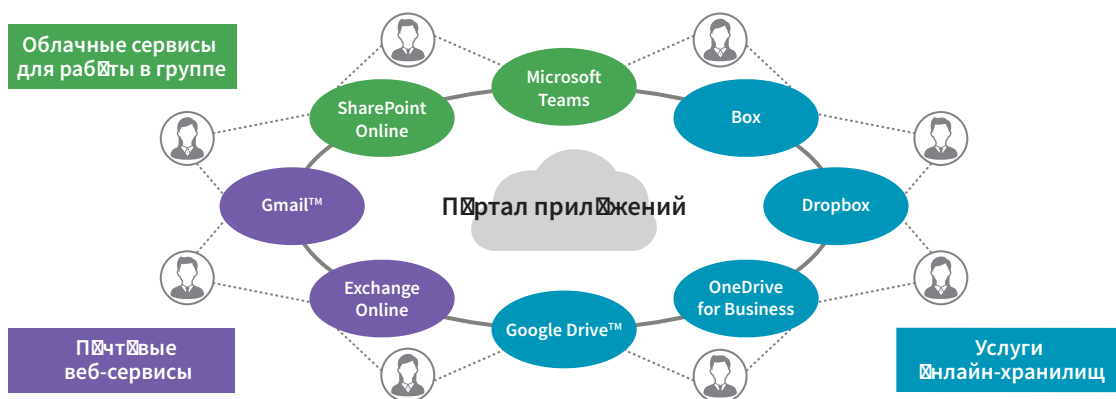 Облачные сервисы
для раб☒ты в группе
Microsoft
Teams
SharePoint
Online
Box
Gmail™
П☒ртал прил☒жений
Dropbox
Exchange
Online
OneDrive
for Business
Google Drive™
П☒чт☒вые
веб-сервисы
Услуги
☒нлайн-хранилищ